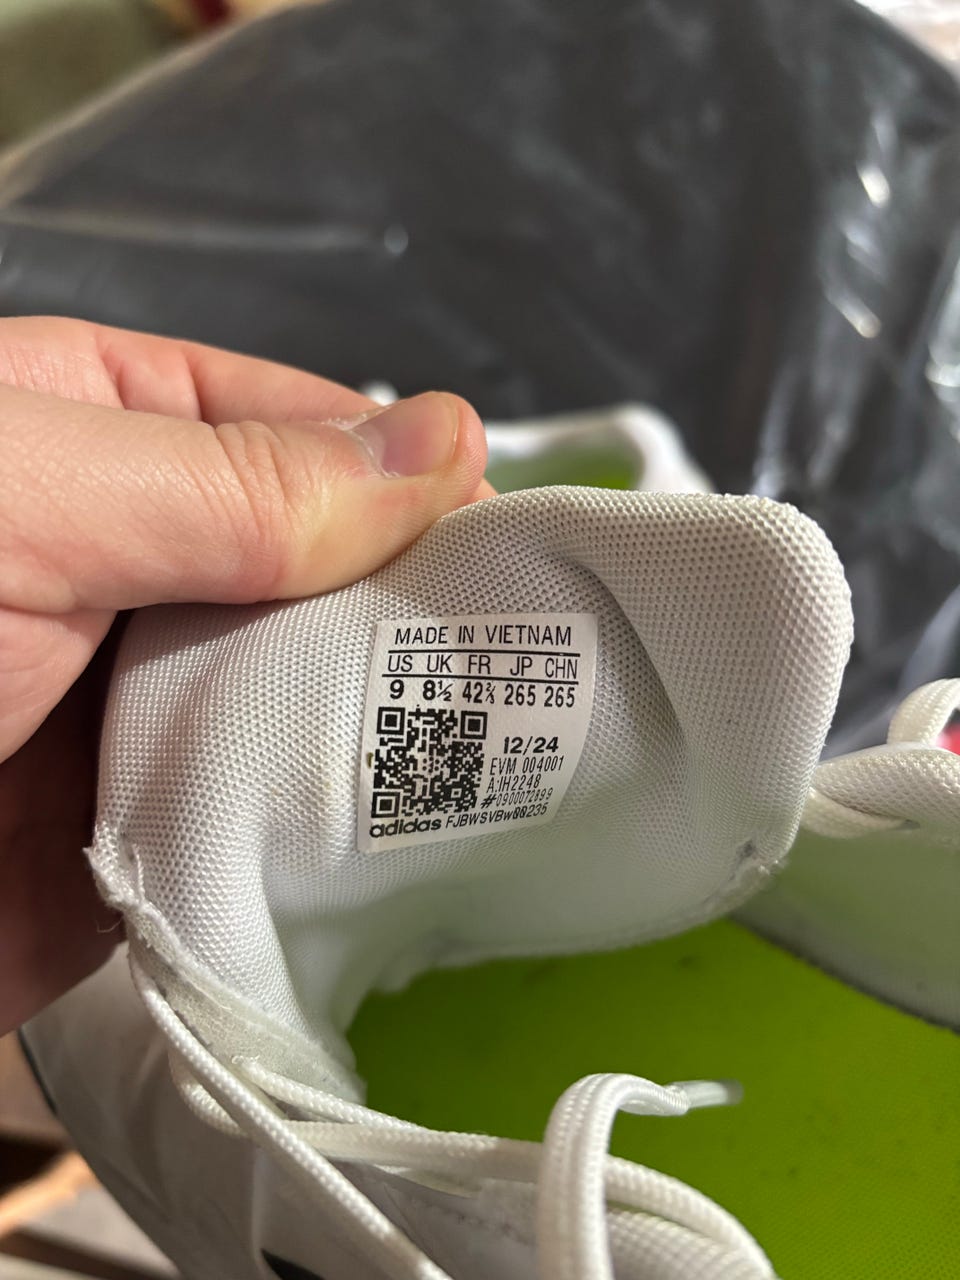 MADE IN VIETNAM
US UK FR JP CHN
9 8½ 42⅔ 265 265
12/24
EVM 004001
A:IH2248
#0900072899
adidas FJBWSVBw00235